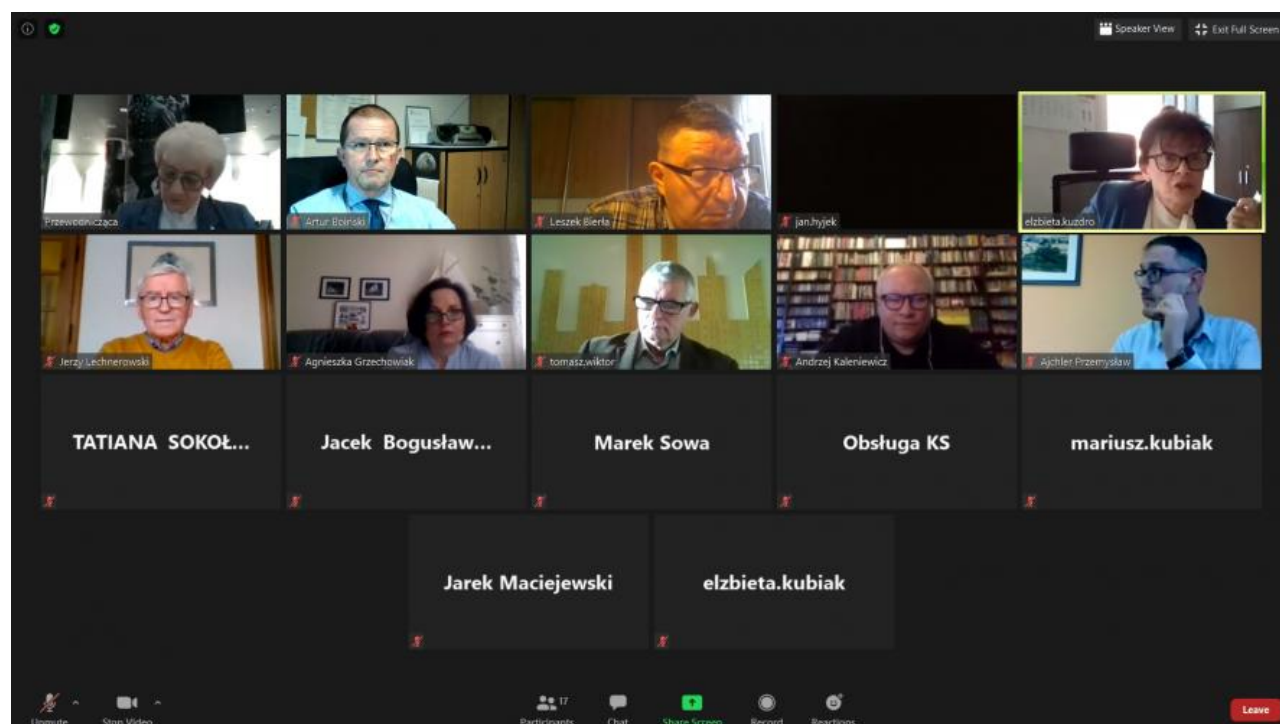 Speaker View
Exit Full Screen
Przewodnicząca
Artur Boiński
Leszek Bierła
jan.hyjek
elzbieta.kuzdro
Jerzy Lechnerowski
Agnieszka Grzechowiak
tomasz.wiktor
Andrzej Kaleniewicz
Ajchler Przemysław
TATIANA SOKOŁ...
Jacek Bogusław...
Marek Sowa
Obsługa KS
mariusz.kubiak
Jarek Maciejewski
elzbieta.kubiak
17
Unmute
Stop Video
Participants
Chat
Share Screen
Record
Reactions
Leave